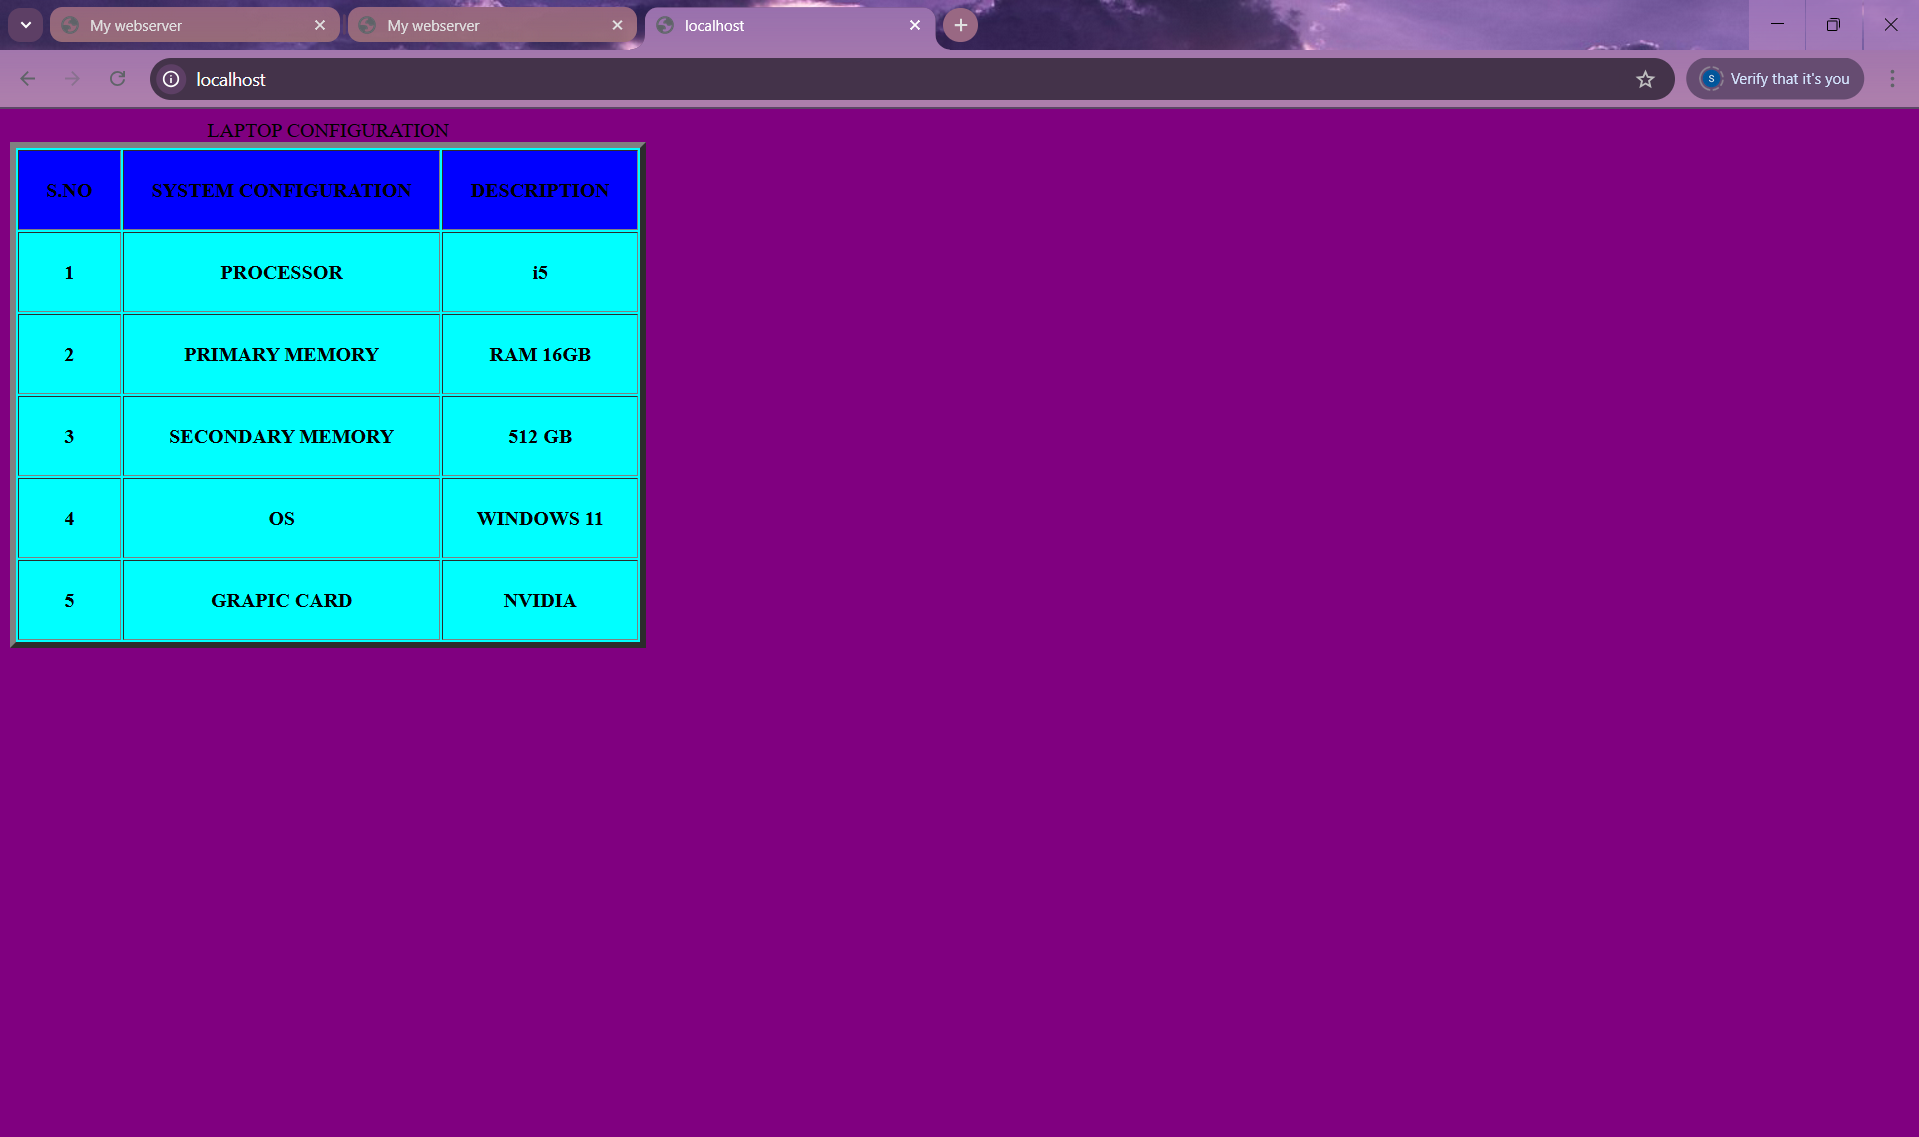 My webserver
My webserver
localhost
localhost
S
Verify that it's you
LAPTOP CONFIGURATION
S.NO SYSTEM CONFIGURATION DESCRIPTION
1 PROCESSOR i5
2 PRIMARY MEMORY RAM 16GB
3 SECONDARY MEMORY 512 GB
4 OS WINDOWS 11
5 GRAPIC CARD NVIDIA